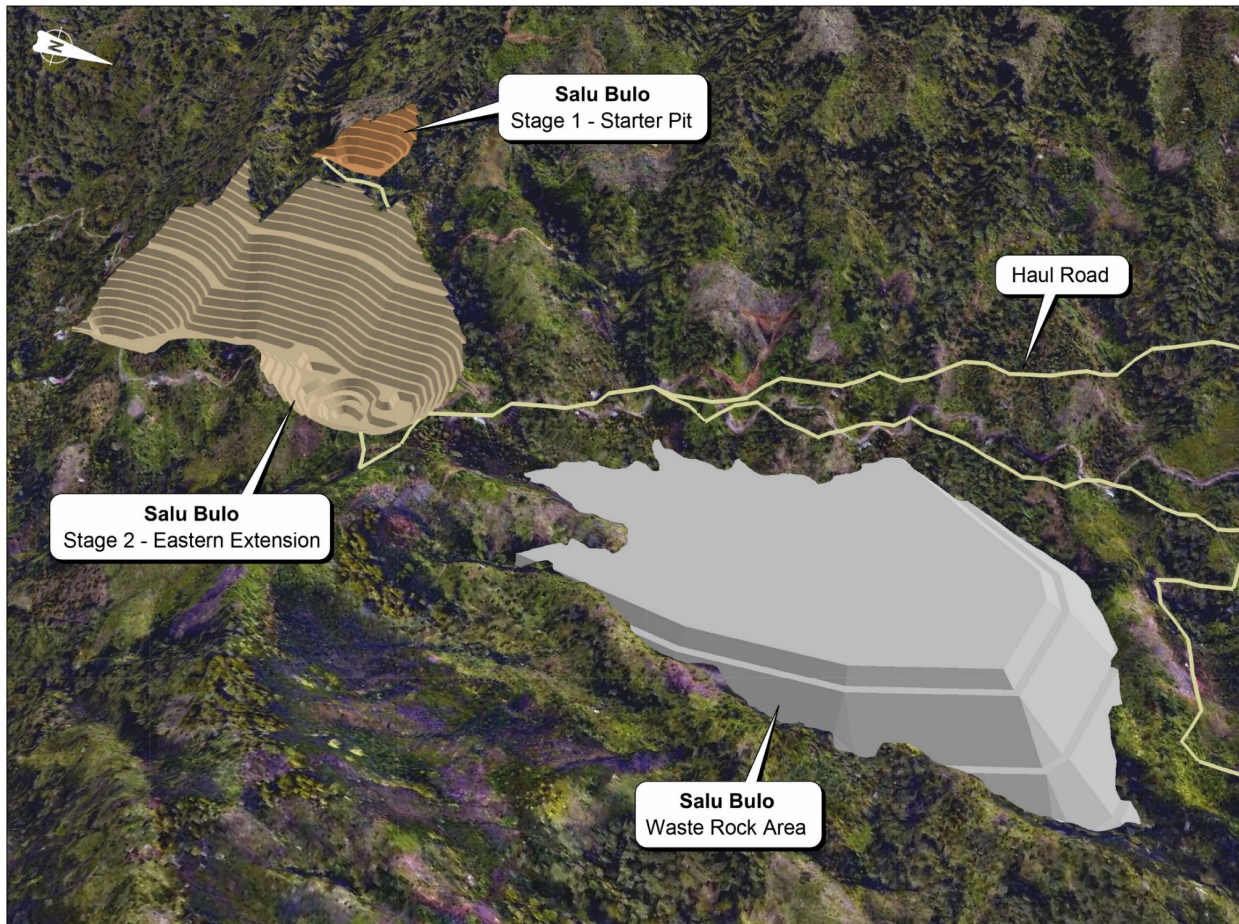 N
Salu Bulo
Stage 1 - Starter Pit
Haul Road
Salu Bulo
Stage 2 - Eastern Extension
Salu Bulo
Waste Rock Area